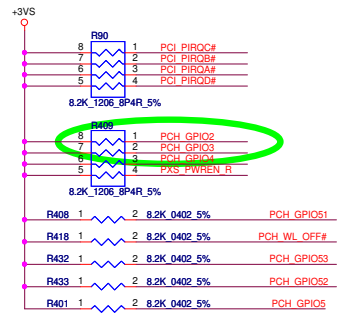 +3VS
R90
8 1 PCI_PIRQC#
7 2 PCI_PIRQB#
6 3 PCI_PIRQA#
5 4 PCI_PIRQD#
8.2K_1206_8P4R_5%
R409
8 1 PCH_GPIO2
7 2 PCH_GPIO3
6 3 PCH_GPIO4
5 4 PXS_PWREN_R
8.2K_1206_8P4R_5%
R408 1 2 8.2K_0402_5% PCH_GPIO51
R418 1 2 8.2K_0402_5% PCH_WL_OFF#
R432 1 2 8.2K_0402_5% PCH_GPIO53
R433 1 2 8.2K_0402_5% PCH_GPIO52
R401 1 2 8.2K_0402_5% PCH_GPIO5